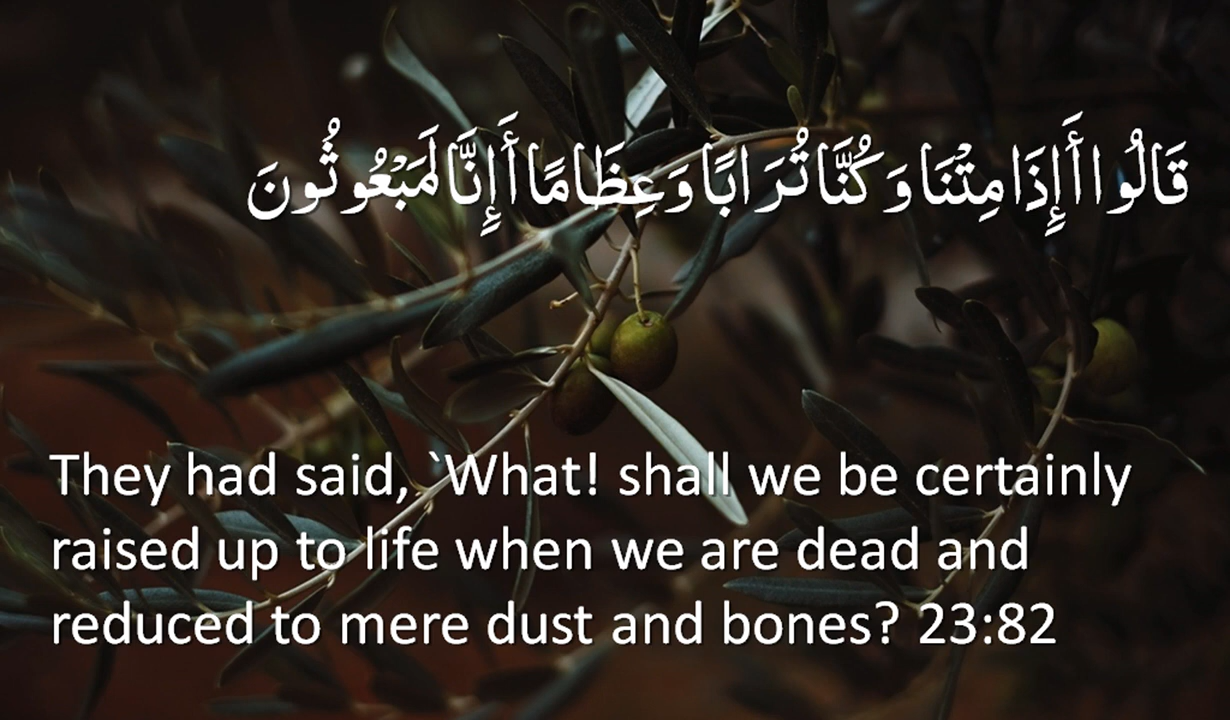 قَالُوا أَإِذَا مِتْنَا وَكُنَّا تُرَابًا وَعِظَامًا أَإِنَّا لَمَبْعُوثُونَ
They had said, `What! shall we be certainly
raised up to life when we are dead and
reduced to mere dust and bones? 23:82